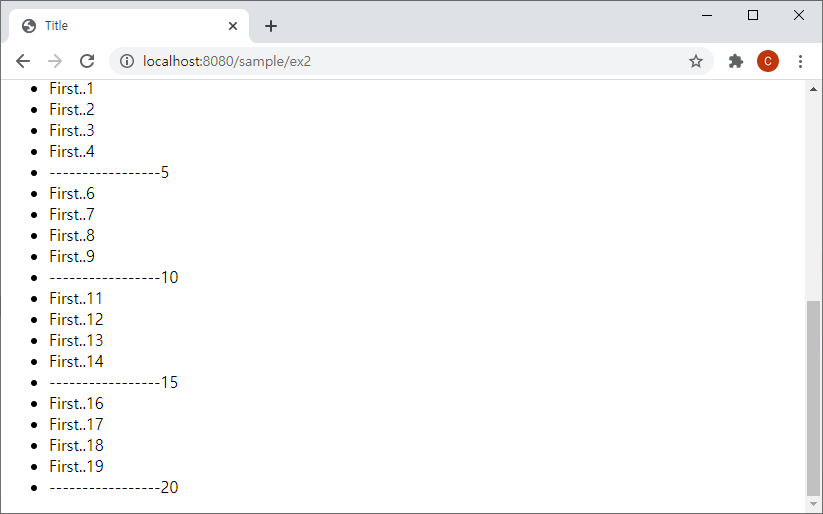 Title
localhost:8080/sample/ex2
C
First..1
First..2
First..3
First..4
-----------------5
First..6
First..7
First..8
First..9
-----------------10
First..11
First..12
First..13
First..14
-----------------15
First..16
First..17
First..18
First..19
-----------------20